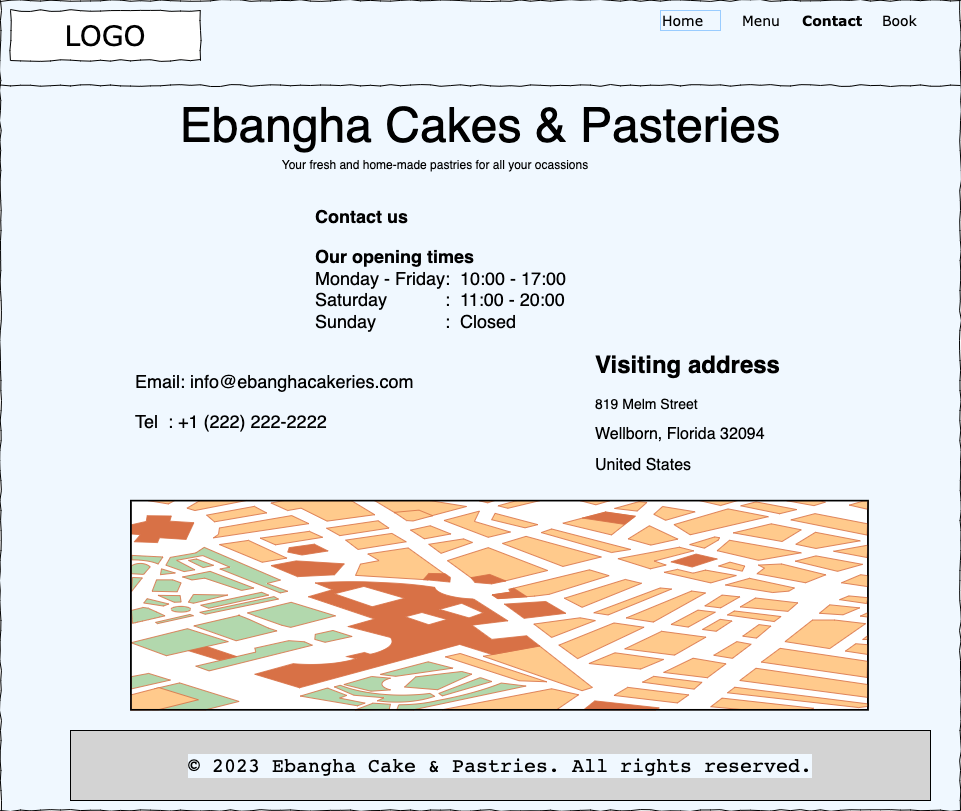 LOGO
Home Menu Contact Book
Ebangha Cakes & Pasteries
Your fresh and home-made pastries for all your ocassions
Contact us
Our opening times
Monday - Friday: 10:00 - 17:00
Saturday : 11:00 - 20:00
Sunday : Closed
Email: info@ebanghacakeries.com
Tel : +1 (222) 222-2222
Visiting address
819 Melm Street
Wellborn, Florida 32094
United States
© 2023 Ebangha Cake & Pastries. All rights reserved.